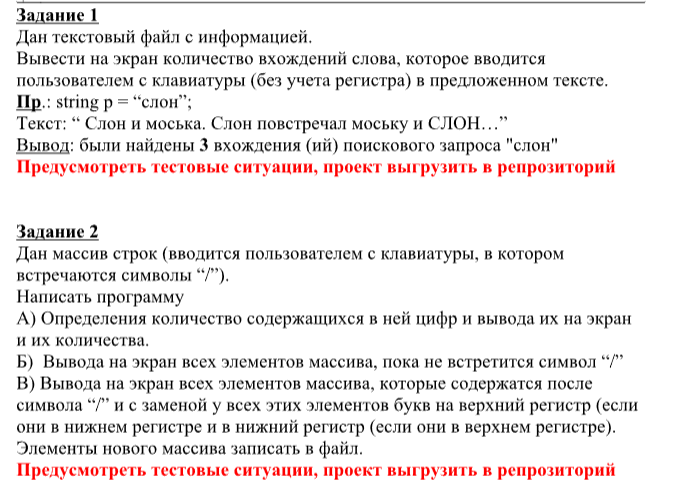 Задание 1
Дан текстовый файл с информацией.
Вывести на экран количество вхождений слова, которое вводится
пользователем с клавиатуры (без учета регистра) в предложенном тексте.
Пр.: string p = “слон”;
Текст: “ Слон и моська. Слон повстречал моську и СЛОН…”
Вывод: были найдены 3 вхождения (ий) поискового запроса "слон"
Предусмотреть тестовые ситуации, проект выгрузить в репрозиторий
Задание 2
Дан массив строк (вводится пользователем с клавиатуры, в котором
встречаются символы “/”).
Написать программу
А) Определения количество содержащихся в ней цифр и вывода их на экран
и их количества.
Б) Вывода на экран всех элементов массива, пока не встретится символ “/”
В) Вывода на экран всех элементов массива, которые содержатся после
символа “/” и с заменой у всех этих элементов букв на верхний регистр (если
они в нижнем регистре и в нижний регистр (если они в верхнем регистре).
Элементы нового массива записать в файл.
Предусмотреть тестовые ситуации, проект выгрузить в репрозиторий